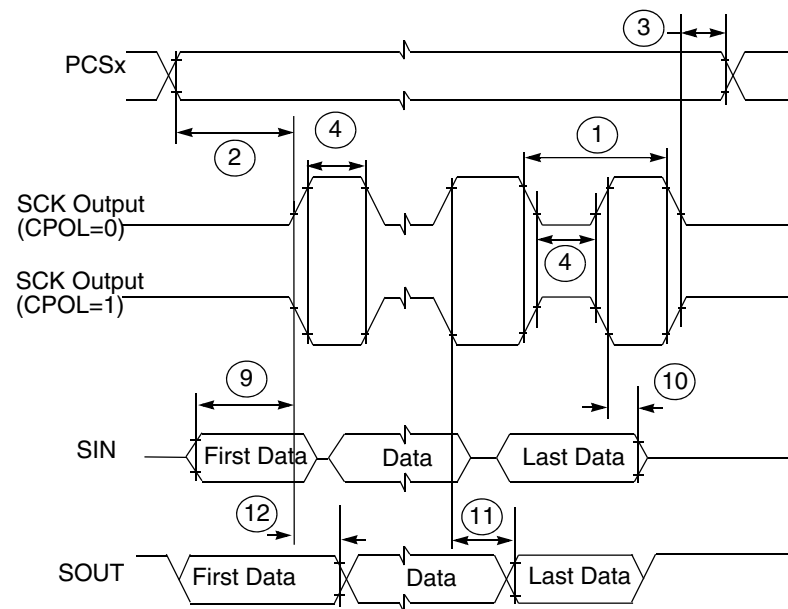 3
PCSx
2
4
1
SCK Output
(CPOL=0)
4
SCK Output
(CPOL=1)
9
10
SIN
First Data
Data
Last Data
12
11
SOUT
First Data
Data
Last Data